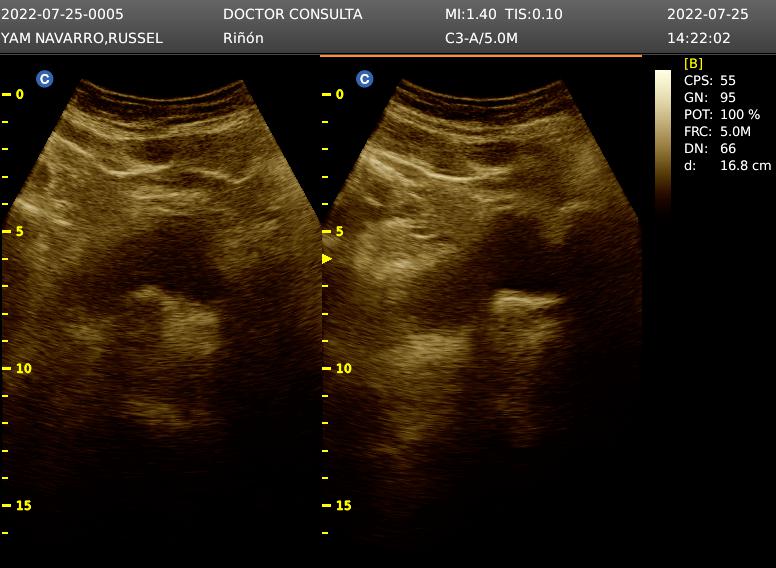 2022-07-25-0005 DOCTOR CONSULTA MI:1.40 TIS:0.10 2022-07-25
YAM NAVARRO,RUSSEL Riñón C3-A/5.0M 14:22:02
C C [B]
0 0 CPS: 55
GN: 95
POT: 100 %
FRC: 5.0M
DN: 66
d: 16.8 cm
5 5
10 10
15 15